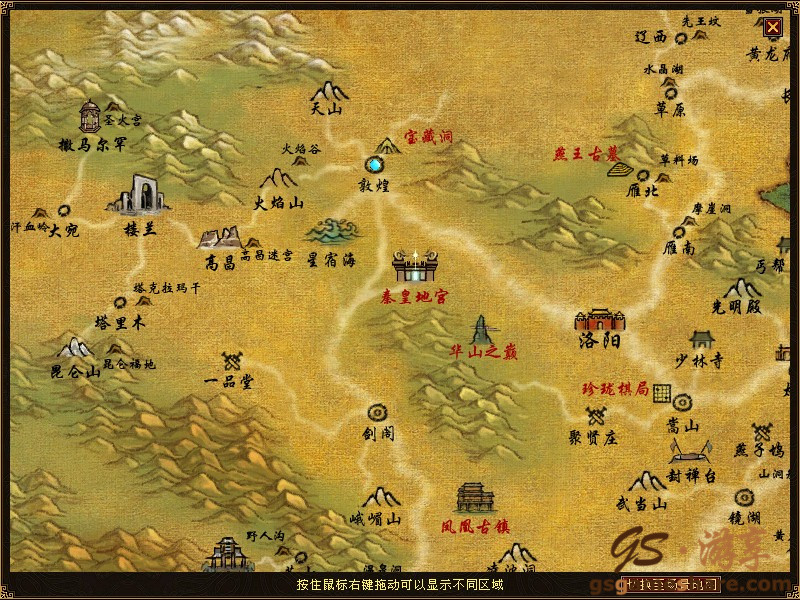 先王坟
辽西
黄龙府
水晶湖
草原
天山
圣火宫
撒马尔罕
火焰谷
宝藏洞
燕王古墓
草料场
敦煌
雁北
火焰山
摩崖洞
汗血岭
大宛
楼兰
高昌
高昌迷宫
星宿海
雁南
丐帮
秦皇地宫
塔克拉玛干
塔里木
光明殿
洛阳
华山之巅
少林寺
昆仑山
昆仑福地
一品堂
珍珑棋局
剑阁
聚贤庄
嵩山
燕子坞
封禅台
山洞
峨嵋山
武当山
镜湖
凤凰古镇
野人沟
GS·游享
按住鼠标右键拖动可以显示不同区域